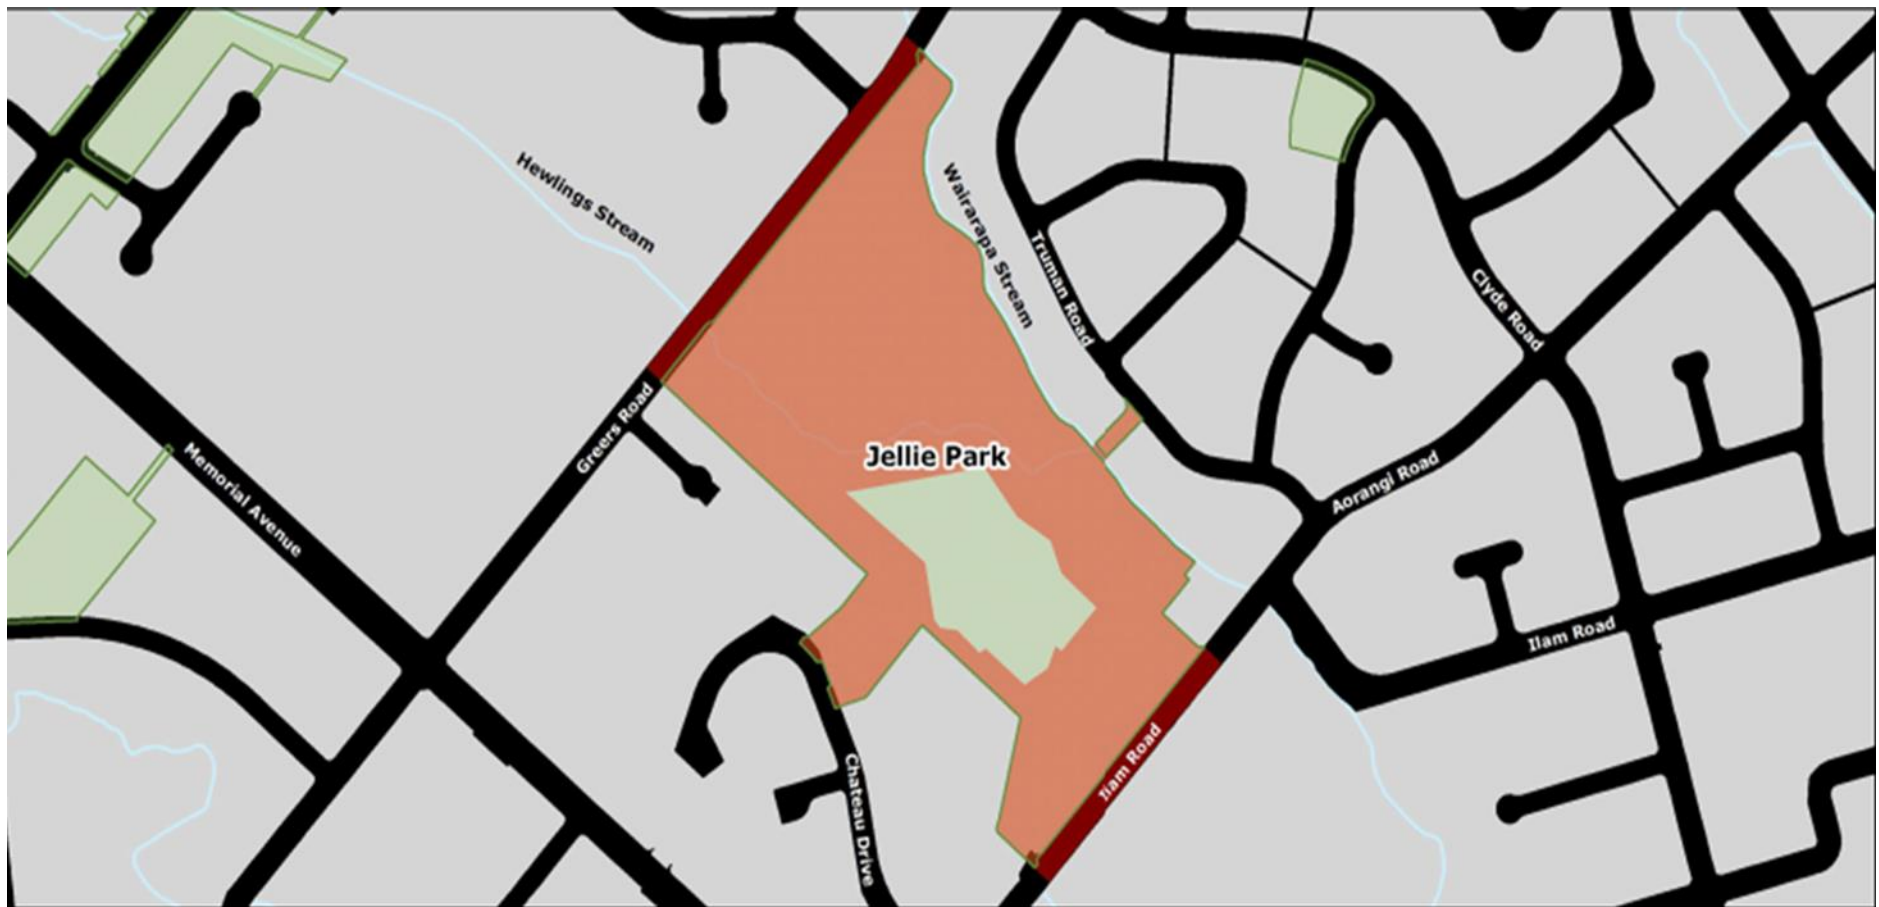 Hewlings Stream
Wairarapa Stream
Truman Road
Clyde Road
Greers Road
Jellie Park
Aorangi Road
Memorial Avenue
Ilam Road
Ilam Road
Chateau Drive